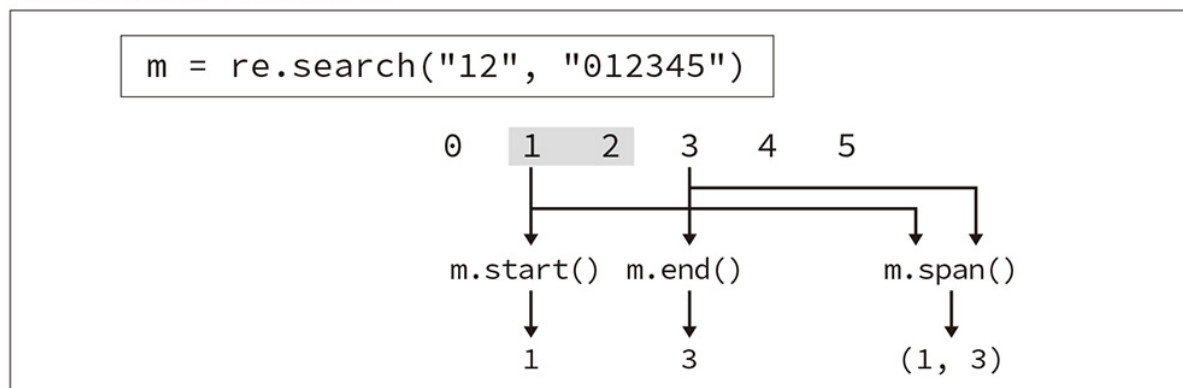 m = re.search("12", "012345")
0 1 2 3 4 5
m.start() m.end() m.span()
1 3 (1, 3)